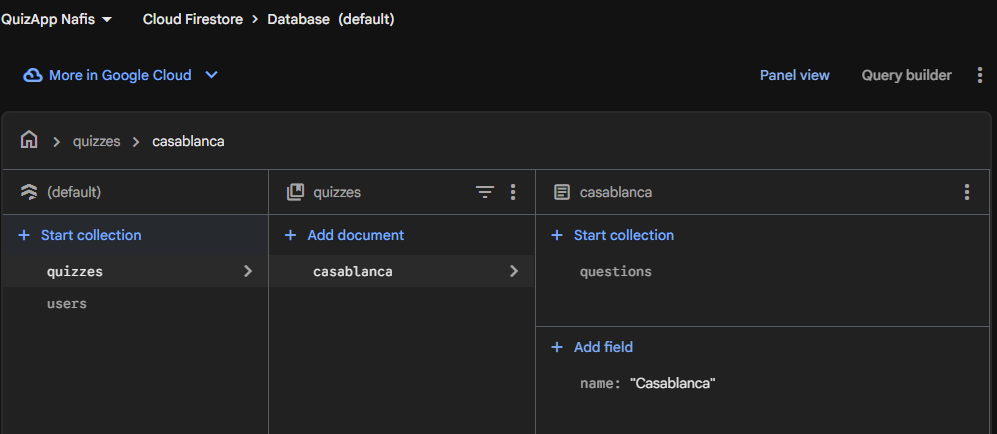 QuizApp Nafis Cloud Firestore > Database (default)
More in Google Cloud Panel view Query builder
quizzes > casablanca
(default) quizzes casablanca
+ Start collection + Add document + Start collection
quizzes casablanca questions
users
+ Add field
name: "Casablanca"